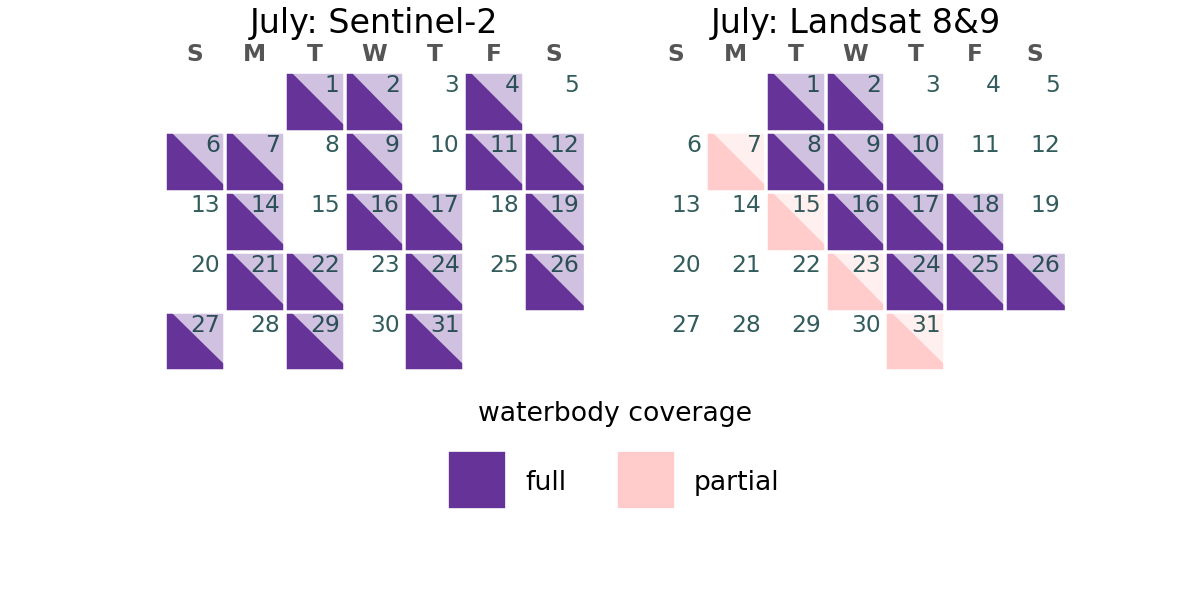 July: Sentinel-2
S M T W T F S
1 2 3 4 5
6 7 8 9 10 11 12
13 14 15 16 17 18 19
20 21 22 23 24 25 26
27 28 29 30 31
July: Landsat 8&9
S M T W T F S
1 2 3 4 5
6 7 8 9 10 11 12
13 14 15 16 17 18 19
20 21 22 23 24 25 26
27 28 29 30 31
waterbody coverage
full partial